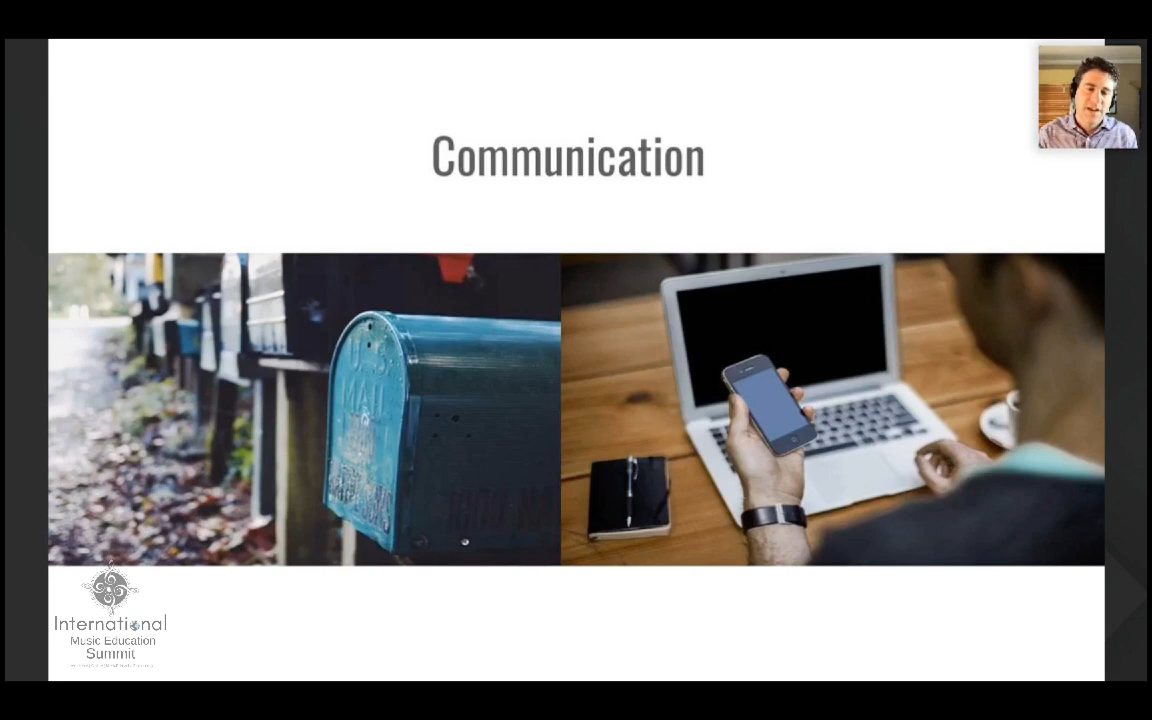 Communication
U.S.
MAIL
International
Music Education
Summit